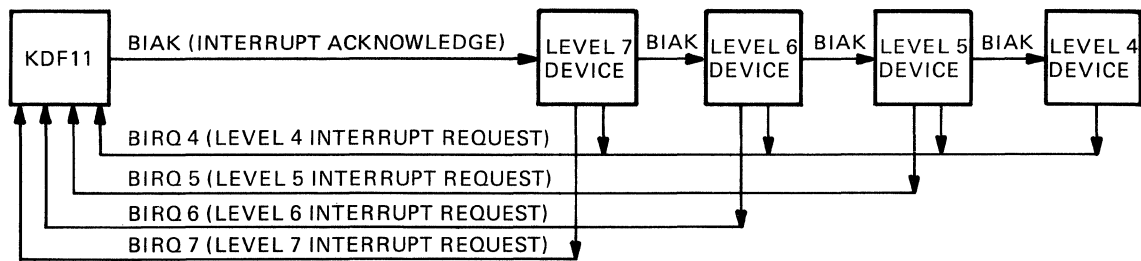 KDF11
BIAK (INTERRUPT ACKNOWLEDGE)
LEVEL 7
DEVICE
BIAK
LEVEL 6
DEVICE
BIAK
LEVEL 5
DEVICE
BIAK
LEVEL 4
DEVICE
BIRQ 4 (LEVEL 4 INTERRUPT REQUEST)
BIRQ 5 (LEVEL 5 INTERRUPT REQUEST)
BIRQ 6 (LEVEL 6 INTERRUPT REQUEST)
BIRQ 7 (LEVEL 7 INTERRUPT REQUEST)